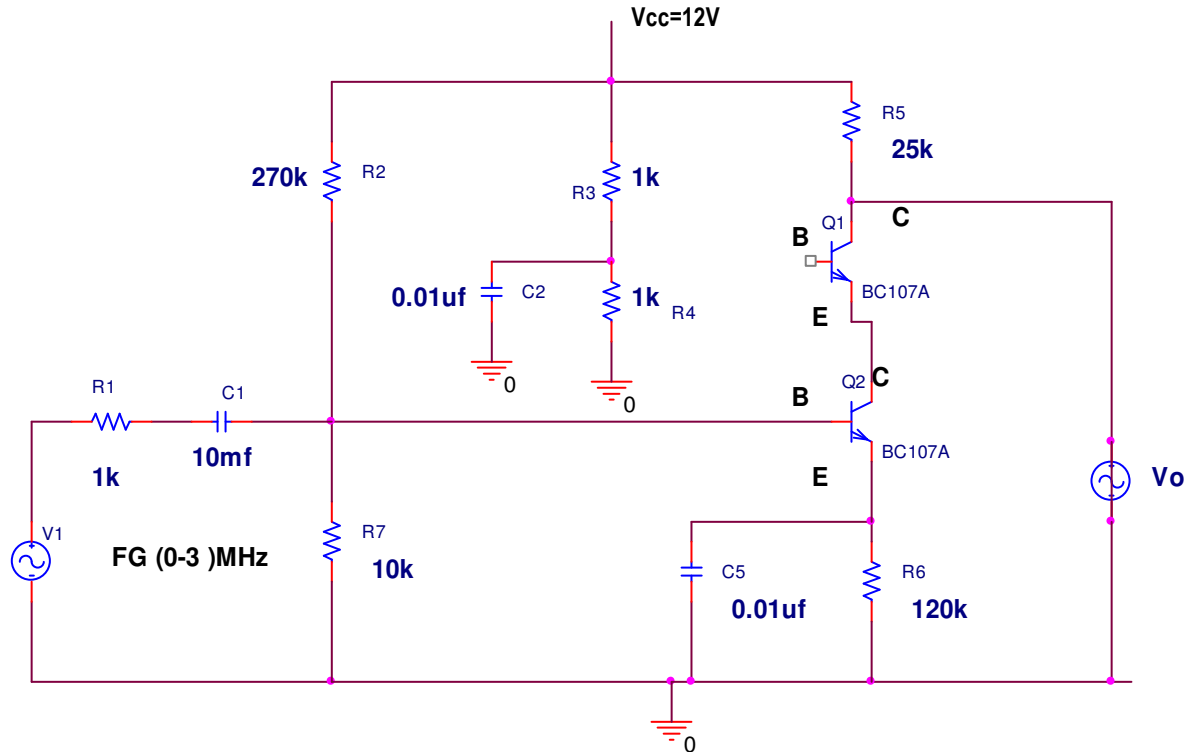 Vcc=12V
R5
25k
270k
R2
R3
1k
Q1
C
B
BC107A
0.01uf
C2
1k
R4
E
0
0
R1
C1
Q2
C
B
1k
10mf
BC107A
E
Vo
V1
FG (0-3 )MHz
R7
10k
C5
0.01uf
R6
120k
0